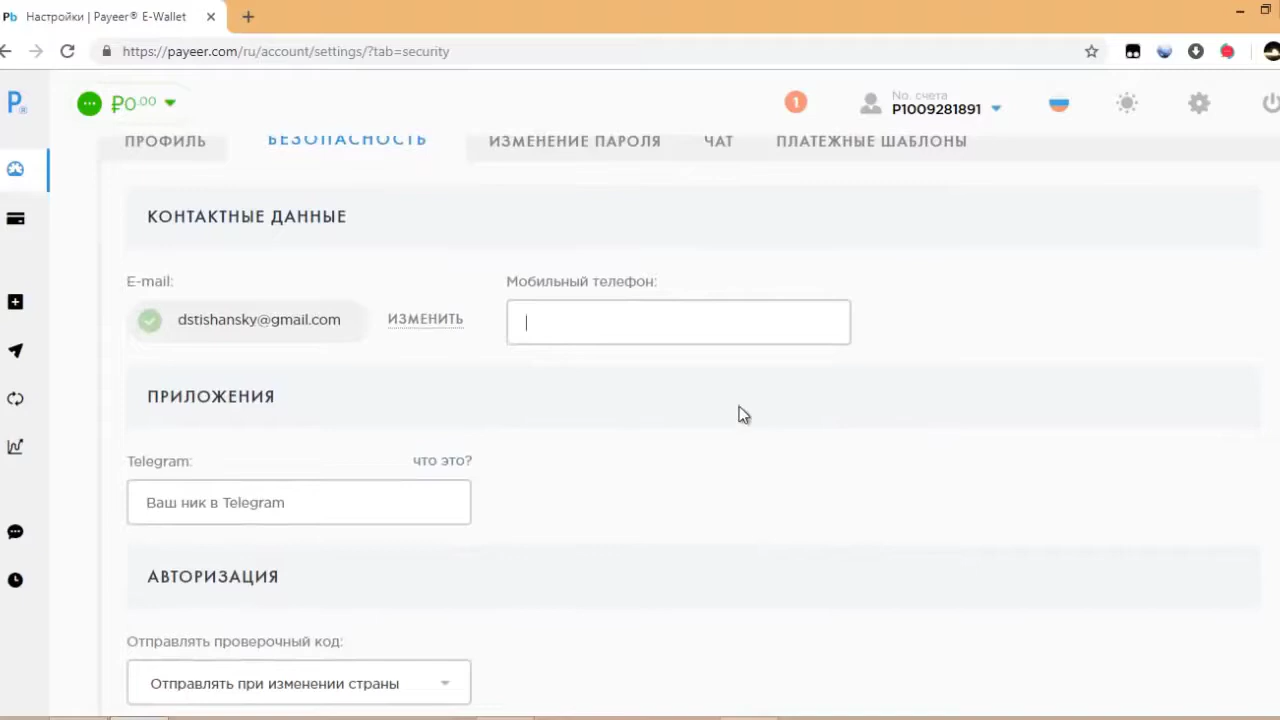 Pb Настройки | Payeer® E-Wallet
https://payeer.com/ru/account/settings/?tab=security
P®
₽0.00
1
No. счета
P1009281891
ПРОФИЛЬ БЕЗОПАСНОСТЬ ИЗМЕНЕНИЕ ПАРОЛЯ ЧАТ ПЛАТЕЖНЫЕ ШАБЛОНЫ
КОНТАКТНЫЕ ДАННЫЕ
E-mail: Мобильный телефон:
dstishansky@gmail.com ИЗМЕНИТЬ
ПРИЛОЖЕНИЯ
Telegram: что это?
Ваш ник в Telegram
АВТОРИЗАЦИЯ
Отправлять проверочный код:
Отправлять при изменении страны